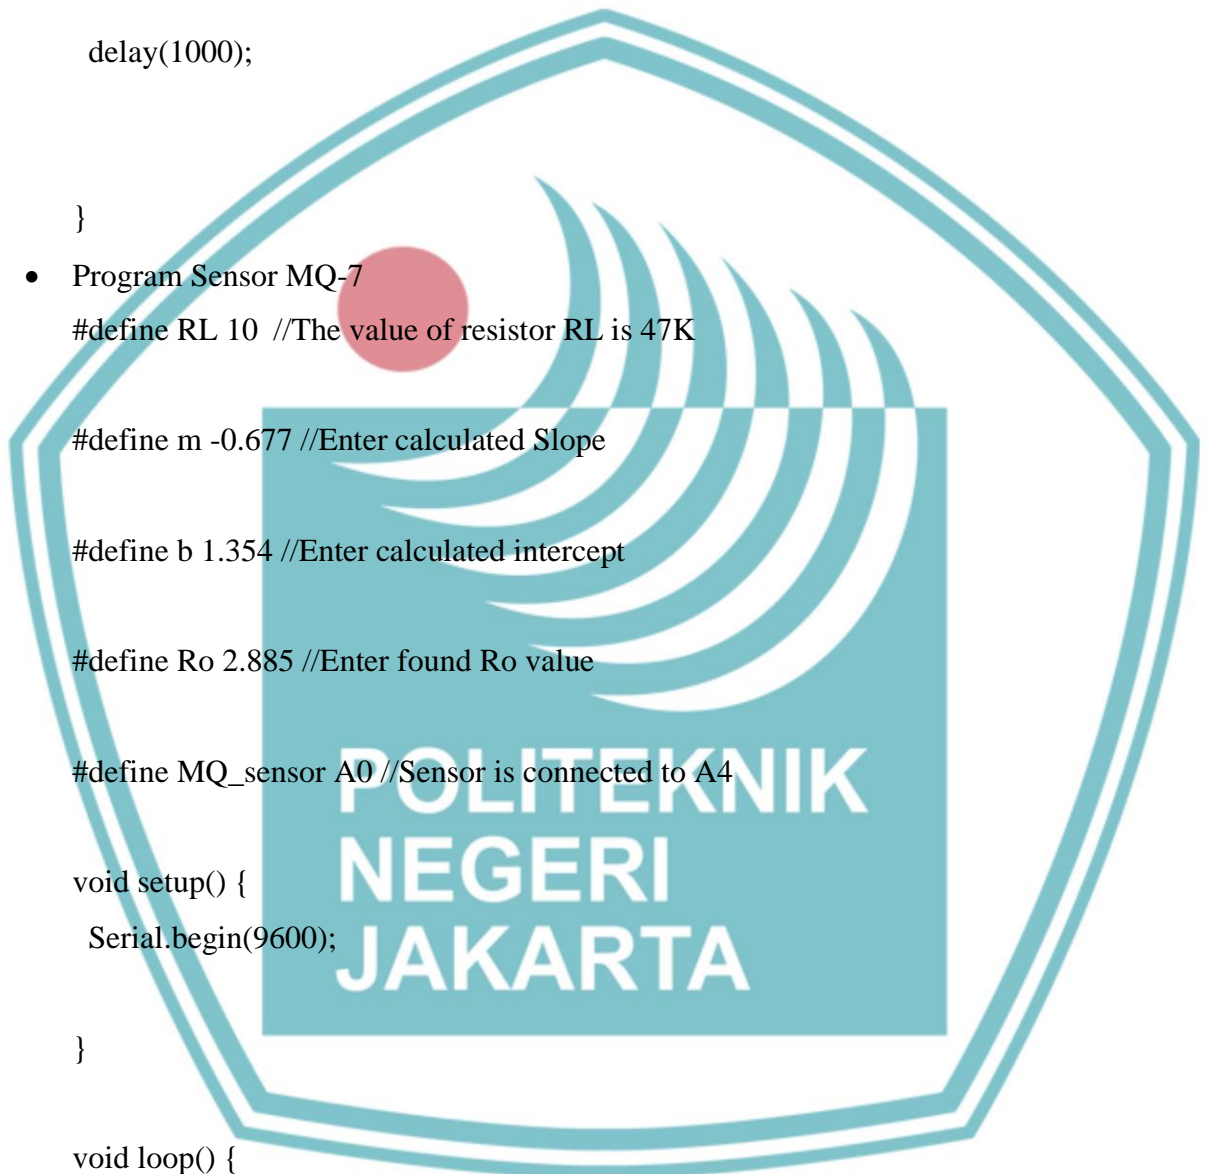 delay(1000);
}
• Program Sensor MQ-7
#define RL 10 //The value of resistor RL is 47K
#define m -0.677 //Enter calculated Slope
#define b 1.354 //Enter calculated intercept
#define Ro 2.885 //Enter found Ro value
#define MQ_sensor A0 //Sensor is connected to A4
void setup() {
Serial.begin(9600);
}
void loop() {
POLITEKNIK
NEGERI
JAKARTA